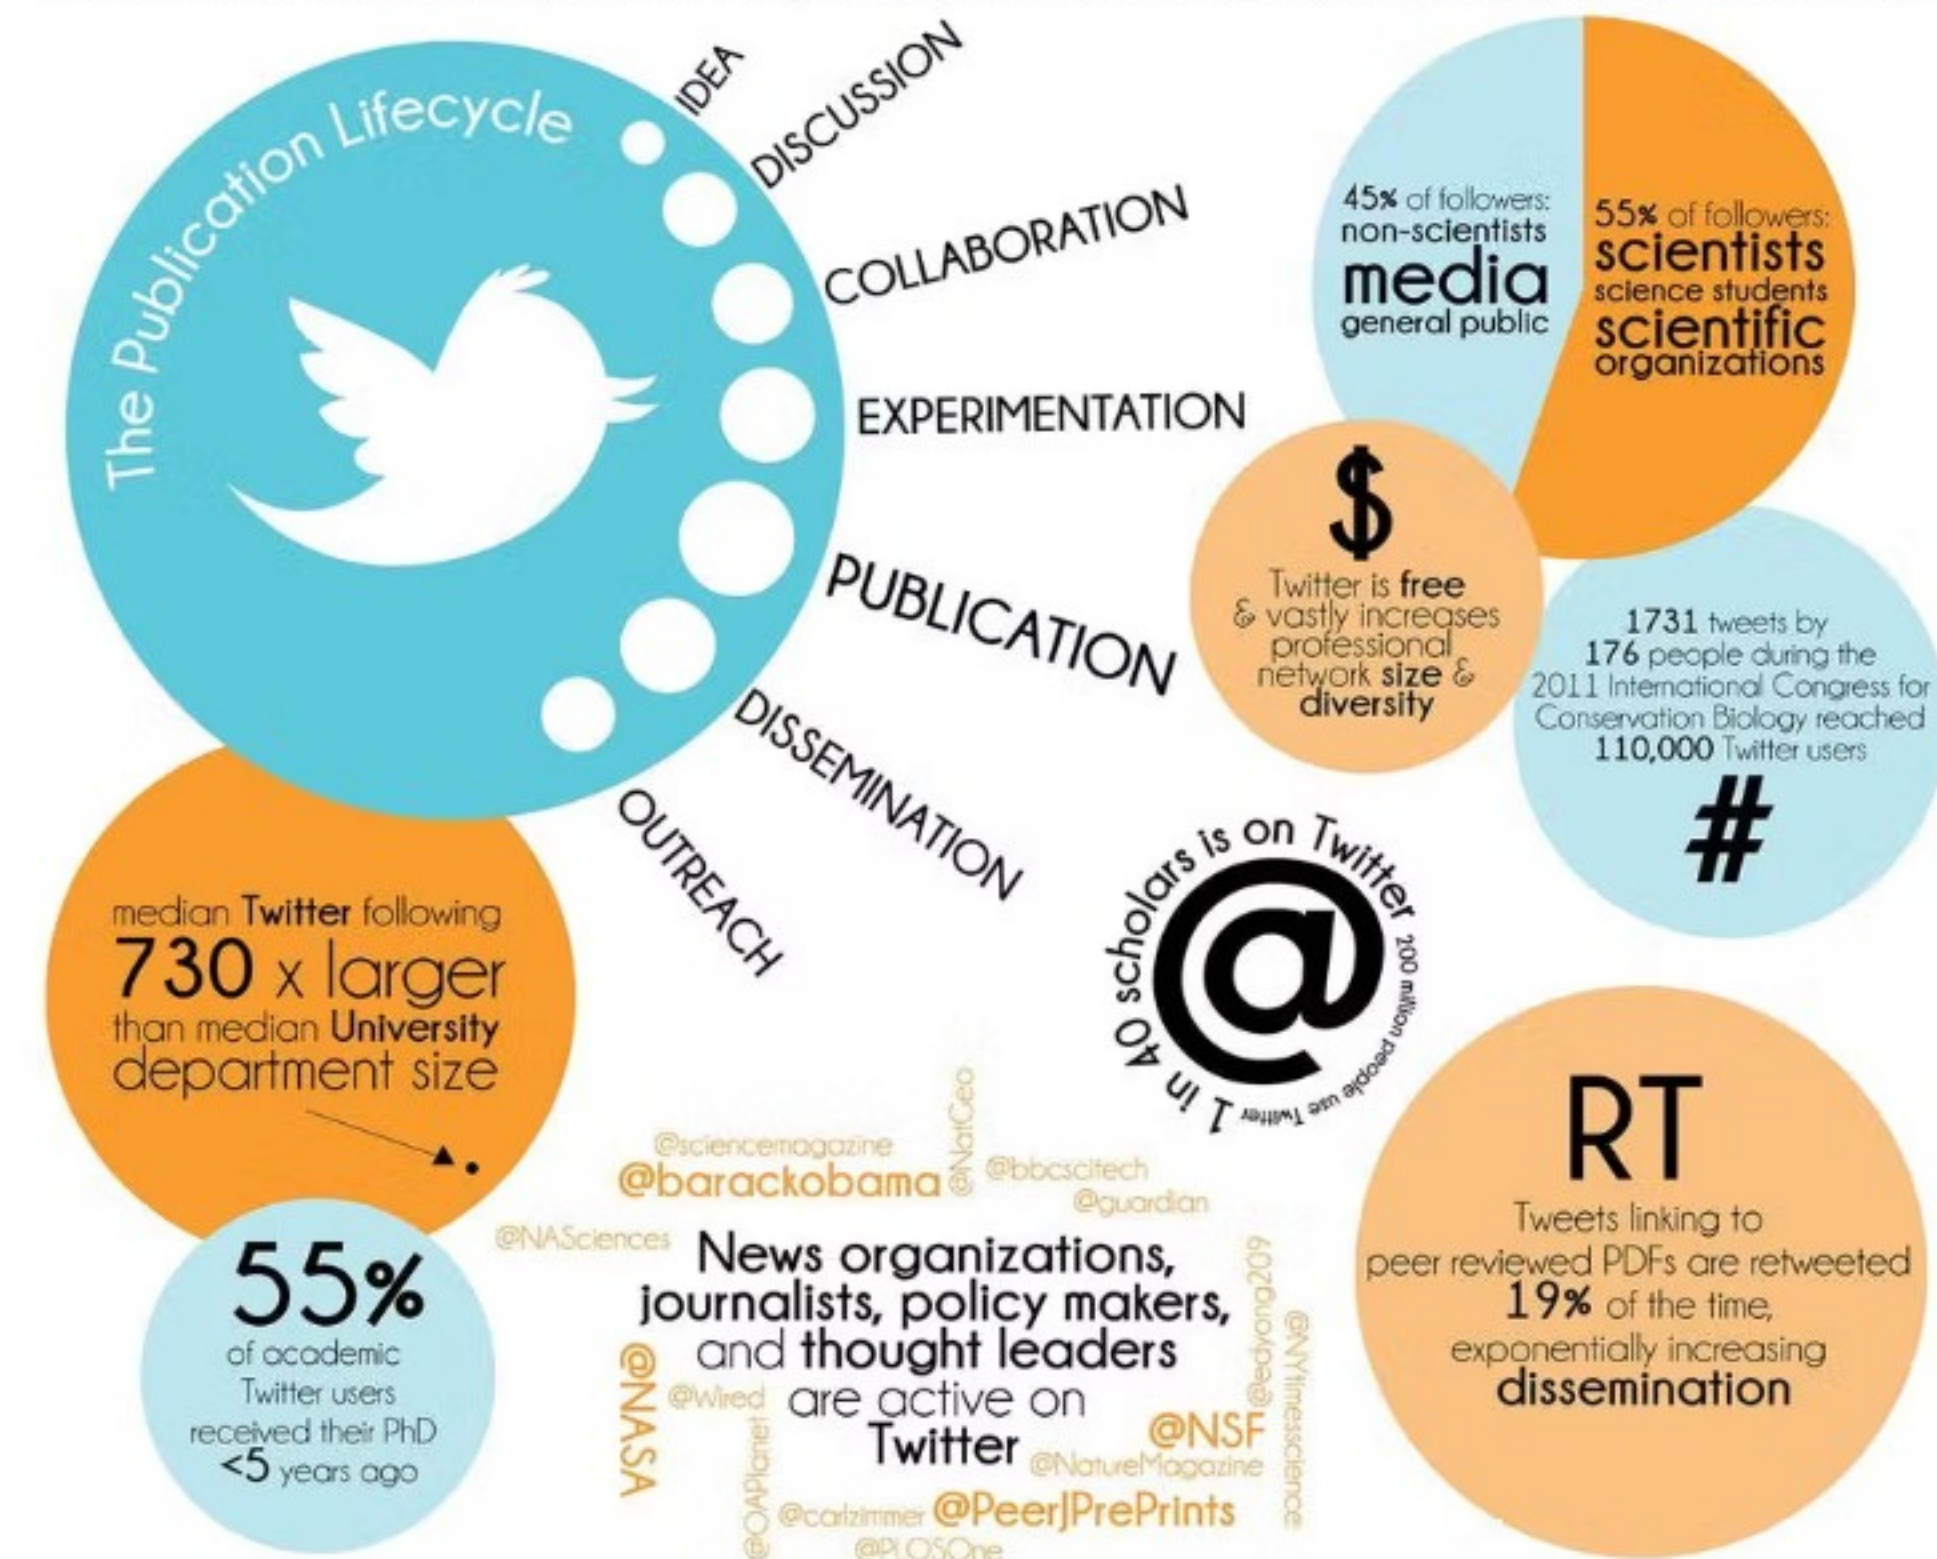 The Publication Lifecycle
IDEA
DISCUSSION
COLLABORATION
EXPERIMENTATION
PUBLICATION
DISSEMINATION
OUTREACH
45% of followers:
non-scientists
media
general public
55% of followers:
scientists
science students
scientific
organizations
$
Twitter is free
& vastly increases
professional
network size &
diversity
1731 tweets by
176 people during the
2011 International Congress for
Conservation Biology reached
110,000 Twitter users
#
median Twitter following
730 x larger
than median University
department size
1 in 40 scholars is on Twitter
200 million people use Twitter
@
55%
of academic
Twitter users
received their PhD
<5 years ago
@sciencemagazine
@barackobama
@NatGeo
@bbcscitech
@guardian
@NASciences
News organizations,
journalists, policy makers,
and thought leaders
are active on
Twitter
@edyong209
@NYtimesscience
@NASA
@Wired
@OAPlanet
@NSF
@NatureMagazine
@carlzimmer
@PeerJPrePrints
@PLOSOne
RT
Tweets linking to
peer reviewed PDFs are retweeted
19% of the time,
exponentially increasing
dissemination